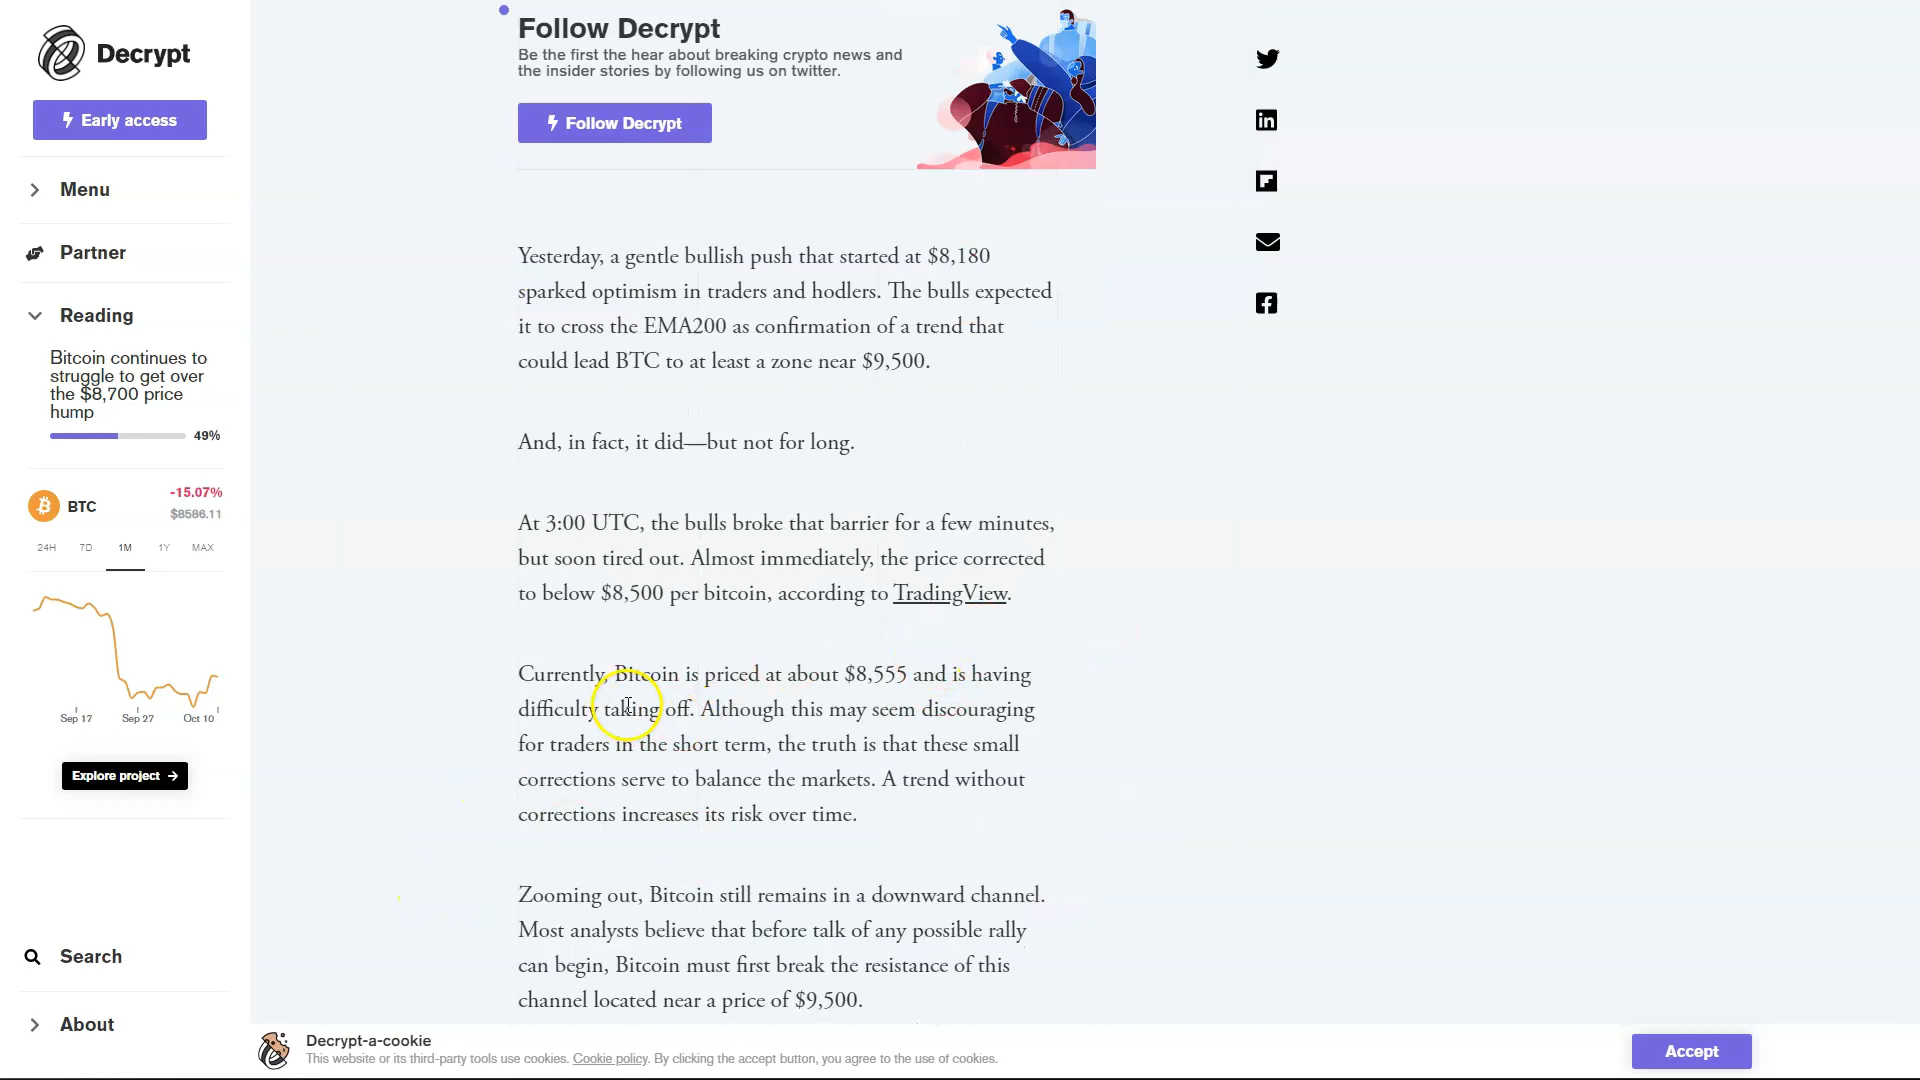 Decrypt
Early access
Menu
Partner
Reading
Bitcoin continues to
struggle to get over
the $8,700 price
hump
49%
BTC
-15.07%
$8586.11
24H 7D 1M 1Y MAX
Sep 17 Sep 27 Oct 10
Explore project
Search
About
Follow Decrypt
Be the first the hear about breaking crypto news and
the insider stories by following us on twitter.
Follow Decrypt
Yesterday, a gentle bullish push that started at $8,180
sparked optimism in traders and hodlers. The bulls expected
it to cross the EMA200 as confirmation of a trend that
could lead BTC to at least a zone near $9,500.
And, in fact, it did—but not for long.
At 3:00 UTC, the bulls broke that barrier for a few minutes,
but soon tired out. Almost immediately, the price corrected
to below $8,500 per bitcoin, according to TradingView.
Currently, Bitcoin is priced at about $8,555 and is having
difficulty talking off. Although this may seem discouraging
for traders in the short term, the truth is that these small
corrections serve to balance the markets. A trend without
corrections increases its risk over time.
Zooming out, Bitcoin still remains in a downward channel.
Most analysts believe that before talk of any possible rally
can begin, Bitcoin must first break the resistance of this
channel located near a price of $9,500.
Decrypt-a-cookie
This website or its third-party tools use cookies. Cookie policy. By clicking the accept button, you agree to the use of cookies.
Accept